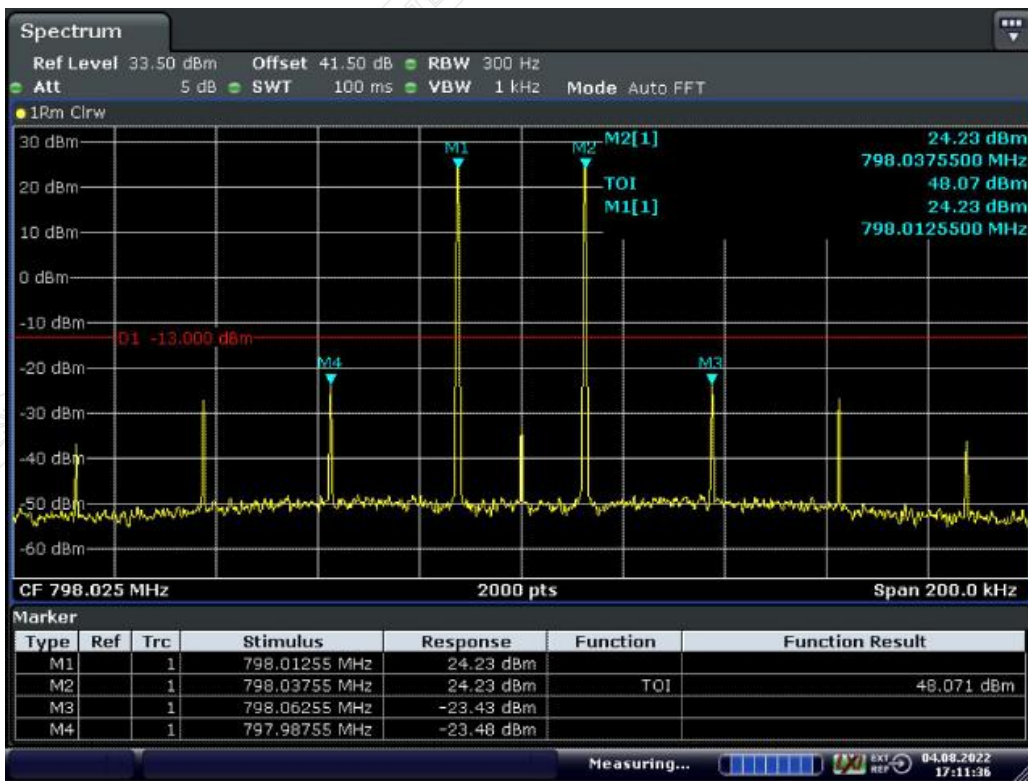 Spectrum
Ref Level 33.50 dBm Offset 41.50 dB RBW 300 Hz
Att 5 dB SWT 100 ms VBW 1 kHz Mode Auto FFT
1Rm Clrw
30 dBm
M1
M2
M2[1] 24.23 dBm
798.0375500 MHz
20 dBm
TOI 48.07 dBm
M1[1] 24.23 dBm
10 dBm
798.0125500 MHz
0 dBm
-10 dBm
D1 -13.000 dBm
-20 dBm
M4
M3
-30 dBm
-40 dBm
-50 dBm
-60 dBm
CF 798.025 MHz 2000 pts Span 200.0 kHz
Marker
Type Ref Trc Stimulus Response Function Function Result
M1 1 798.01255 MHz 24.23 dBm
M2 1 798.03755 MHz 24.23 dBm TOI 48.071 dBm
M3 1 798.06255 MHz -23.43 dBm
M4 1 797.98755 MHz -23.48 dBm
Measuring... LXI EXT REF 04.08.2022
17:11:36